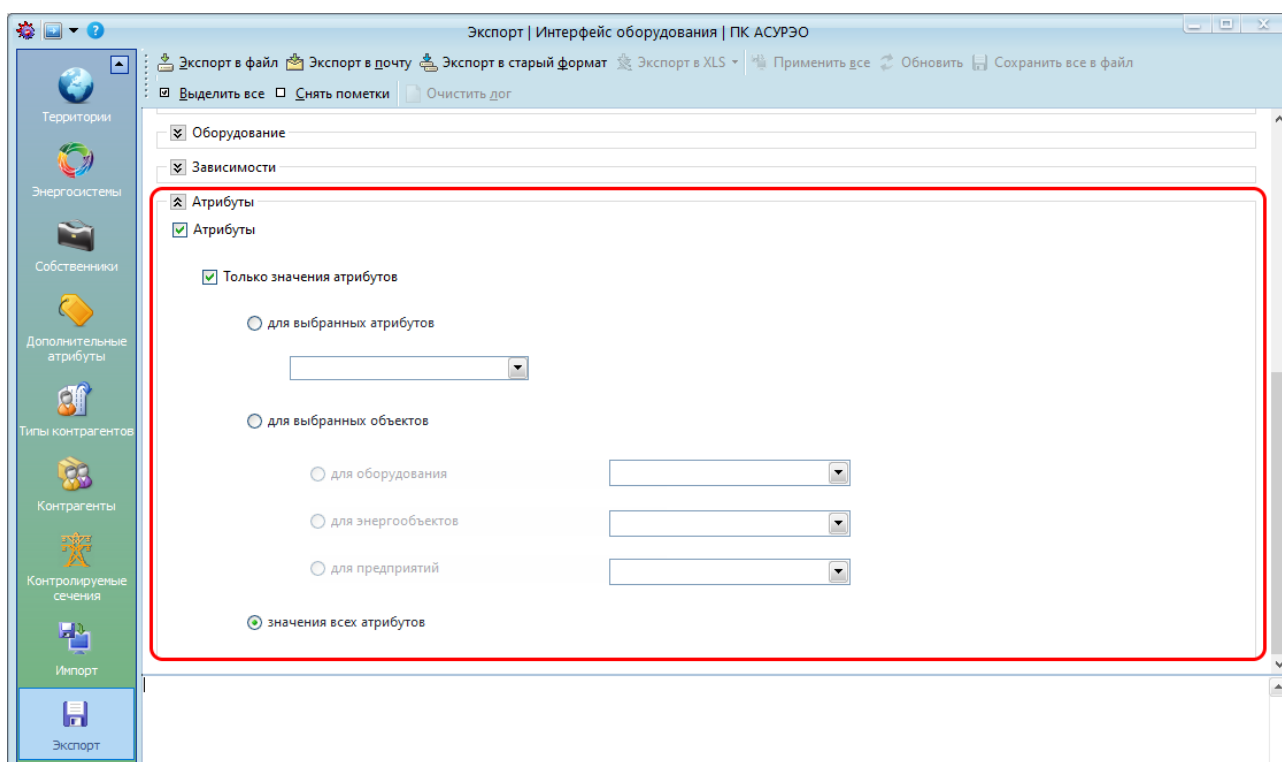 Экспорт | Интерфейс оборудования | ПК АСУРЭО
Экспорт в файл Экспорт в почту Экспорт в старый формат Экспорт в XLS Применить все Обновить Сохранить все в файл
Выделить все Снять пометки Очистить лог
Территории
Энергосистемы
Собственники
Дополнительные
атрибуты
Типы контрагентов
Контрагенты
Контролируемые
сечения
Импорт
Экспорт
Оборудование
Зависимости
Атрибуты
Атрибуты
Только значения атрибутов
для выбранных атрибутов
для выбранных объектов
для оборудования
для энергообъектов
для предприятий
значения всех атрибутов